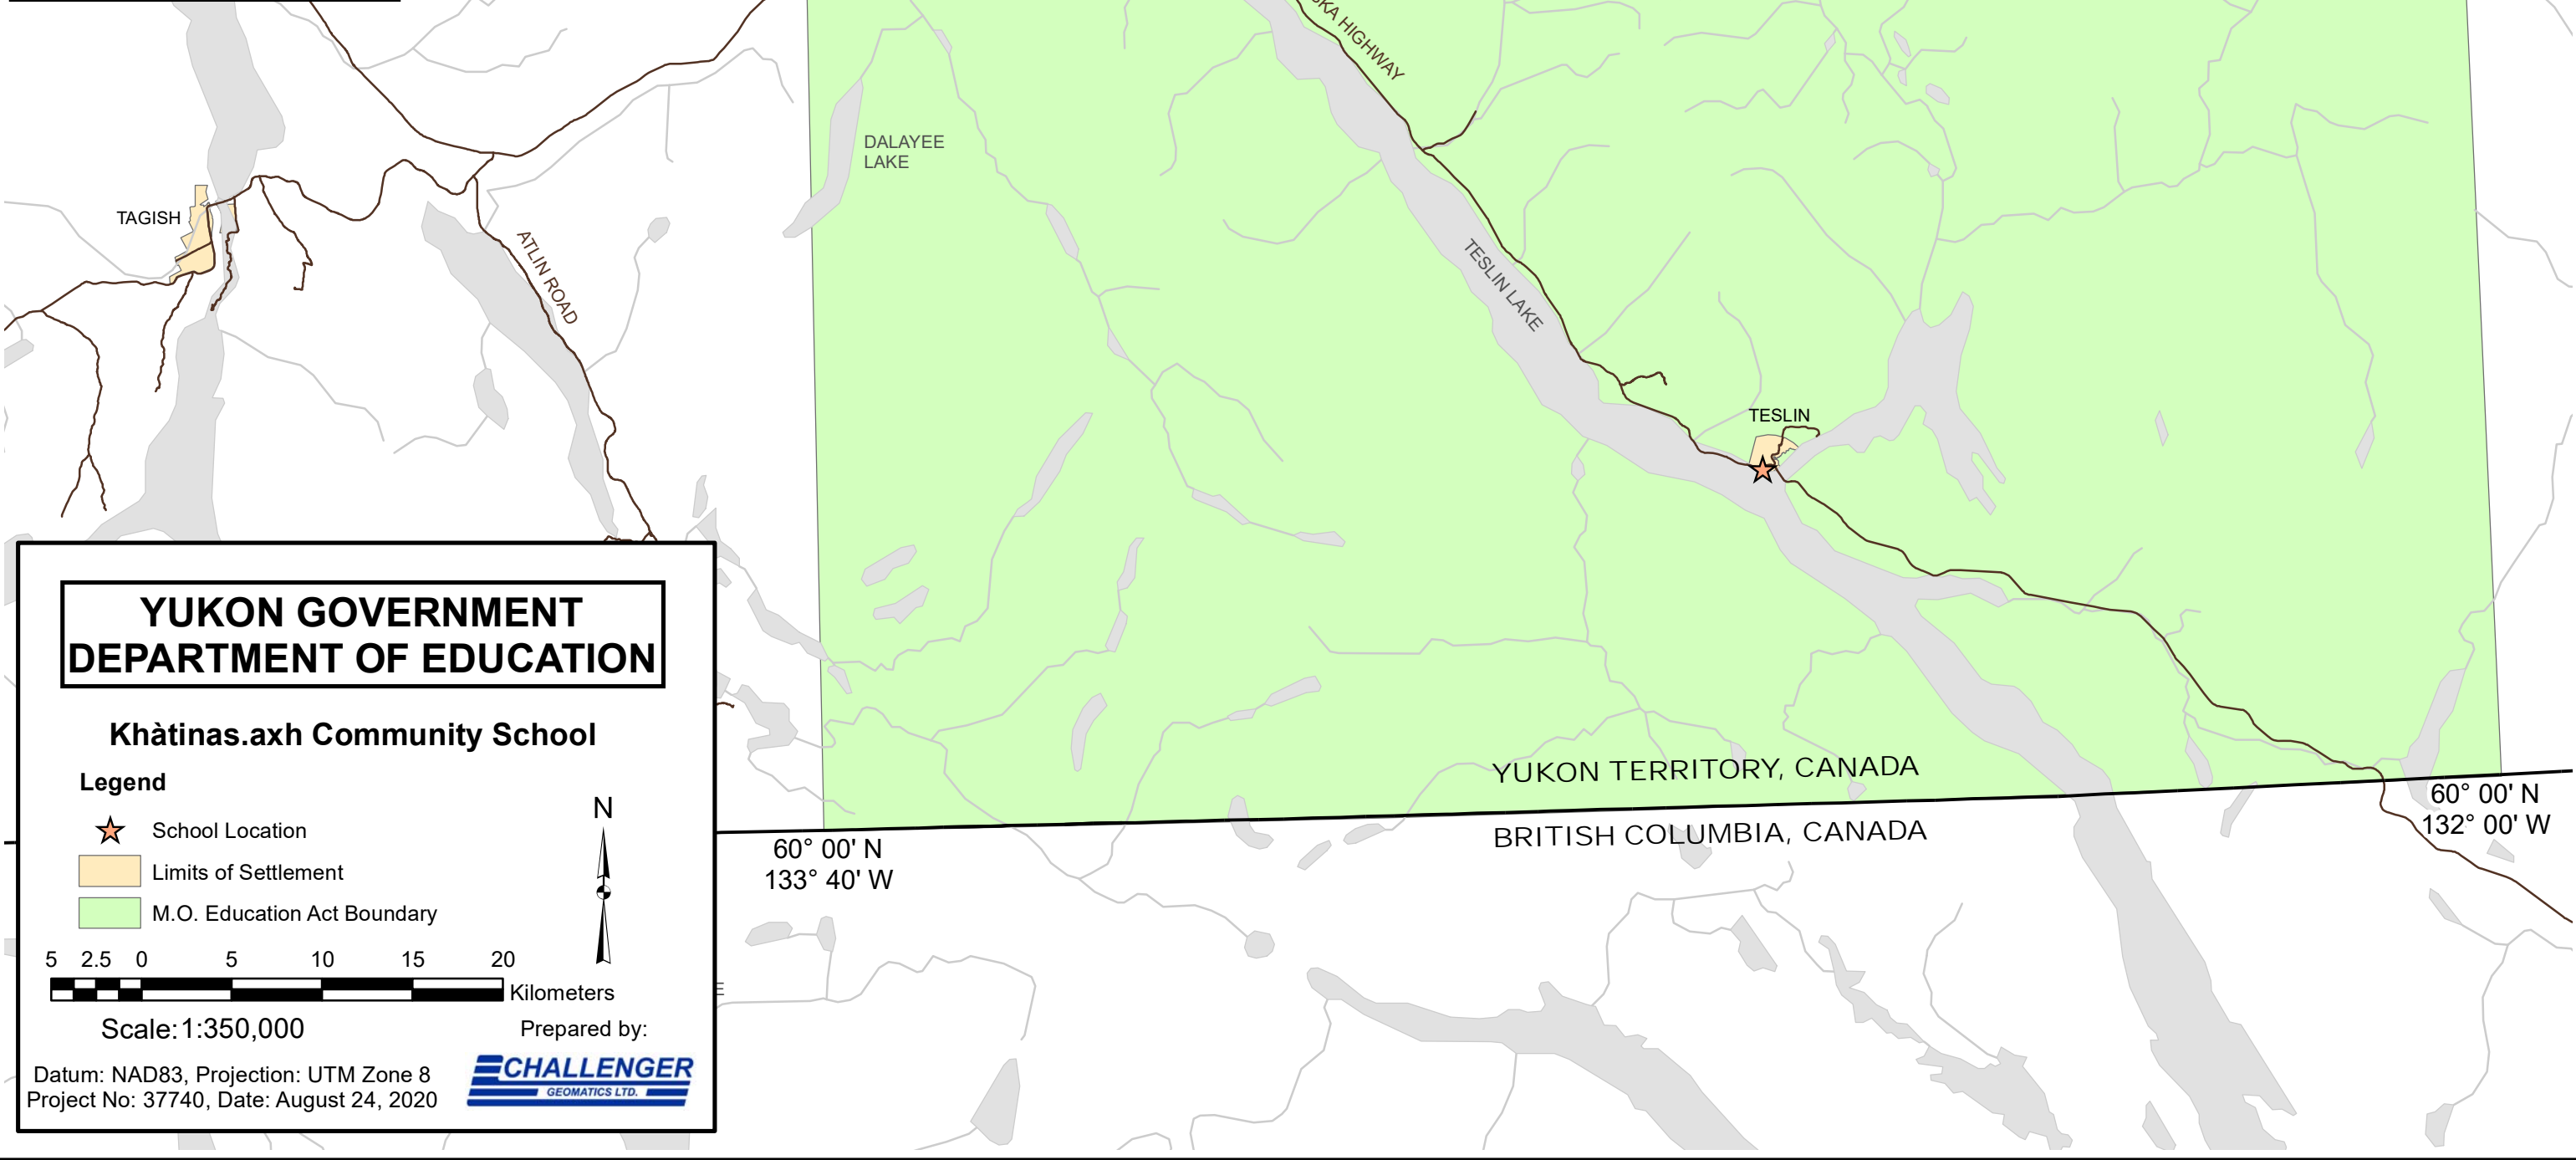 KA HIGHWAY
DALAYEE
LAKE
TAGISH
ATLIN ROAD
TESLIN LAKE
TESLIN
YUKON TERRITORY, CANADA
BRITISH COLUMBIA, CANADA
60° 00' N
132° 00' W
60° 00' N
133° 40' W
YUKON GOVERNMENT
DEPARTMENT OF EDUCATION
Khàtinas.axh Community School
Legend
N
School Location
Limits of Settlement
M.O. Education Act Boundary
5 2.5 0 5 10 15 20
Kilometers
E
Scale:1:350,000
Prepared by:
Datum: NAD83, Projection: UTM Zone 8
Project No: 37740, Date: August 24, 2020
CHALLENGER
GEOMATICS LTD.